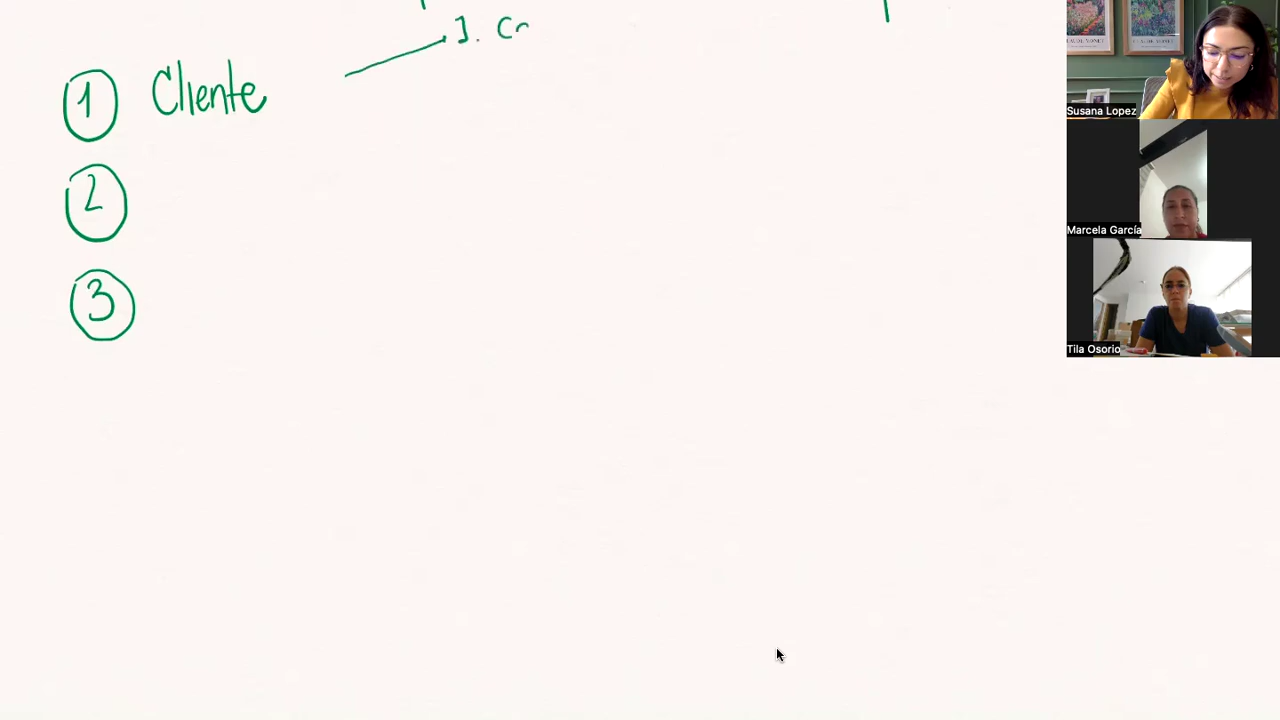 1. Cr
1 Cliente
2
3
Susana Lopez
Marcela García
Tila Osorio